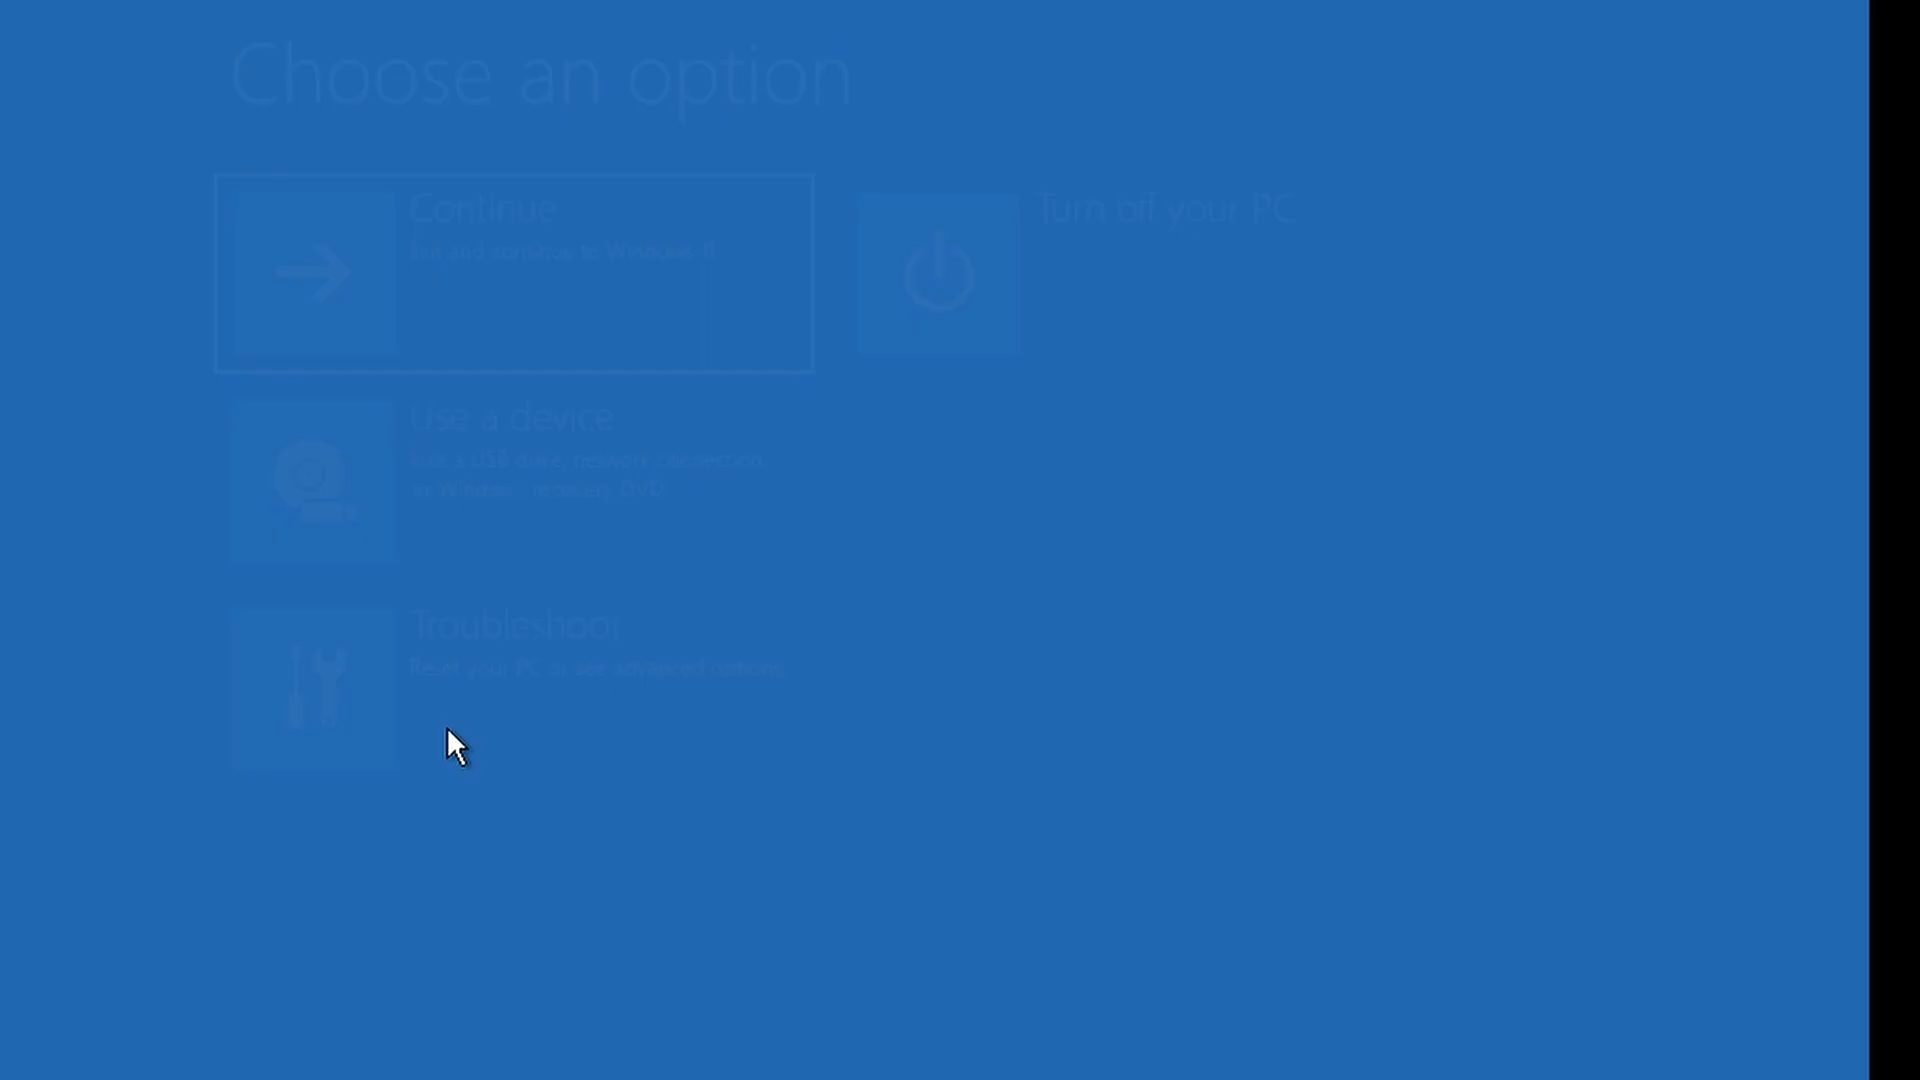 Choose an option
Continue
Exit and continue to Windows
Turn off your PC
Use a device
Use a USB drive, network connection,
or Windows recovery DVD
Troubleshoot
Reset your PC or see advanced options